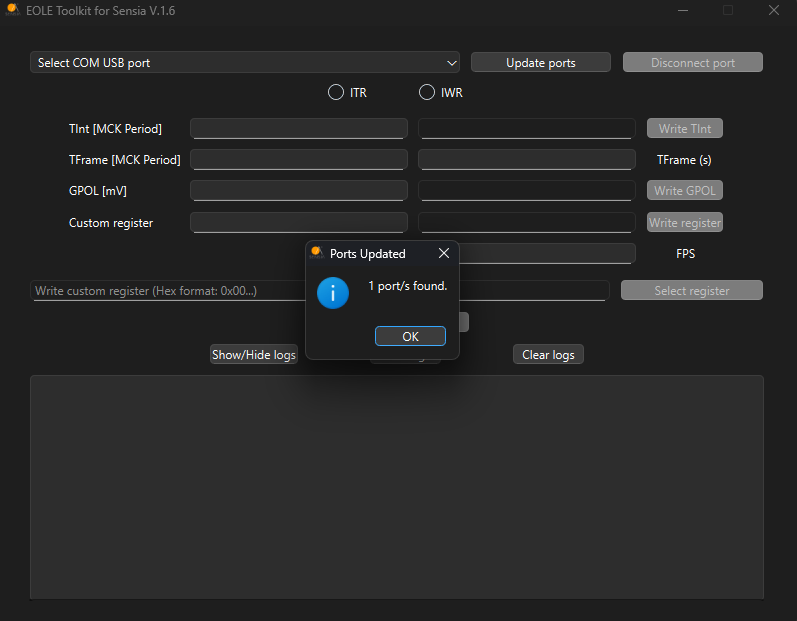 EOLE Toolkit for Sensia V.1.6
Select COM USB port
Update ports
Disconnect port
ITR
IWR
TInt [MCK Period]
Write TInt
TFrame [MCK Period]
TFrame (s)
GPOL [mV]
Write GPOL
Custom register
Write register
Ports Updated
FPS
1 port/s found.
Write custom register (Hex format: 0x00...)
Select register
OK
Show/Hide logs
Clear logs